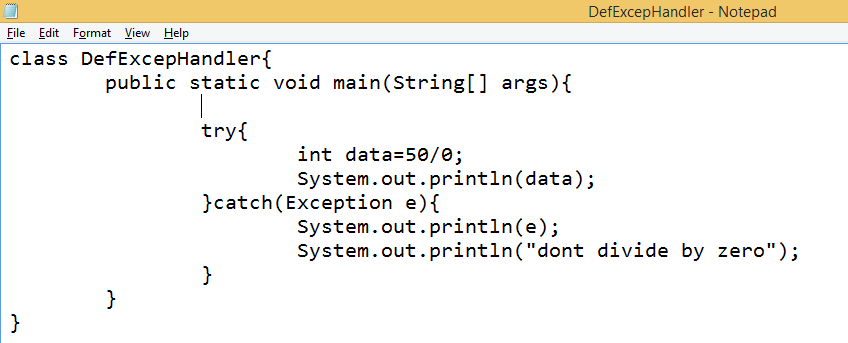 DefExcepHandler - Notepad
File Edit Format View Help
class DefExcepHandler{
public static void main(String[] args){
try{
int data=50/0;
System.out.println(data);
}catch(Exception e){
System.out.println(e);
System.out.println("dont divide by zero");
}
}
}